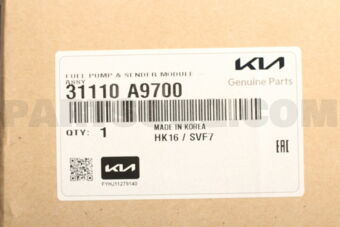 KIA
Genuine Parts
FUEL PUMP & SENDER MODULE
ASSY
31110 A9700
QTY: 1
MADE IN KOREA
HK16 / SVF7
EAC
KIA
FYHU11279140